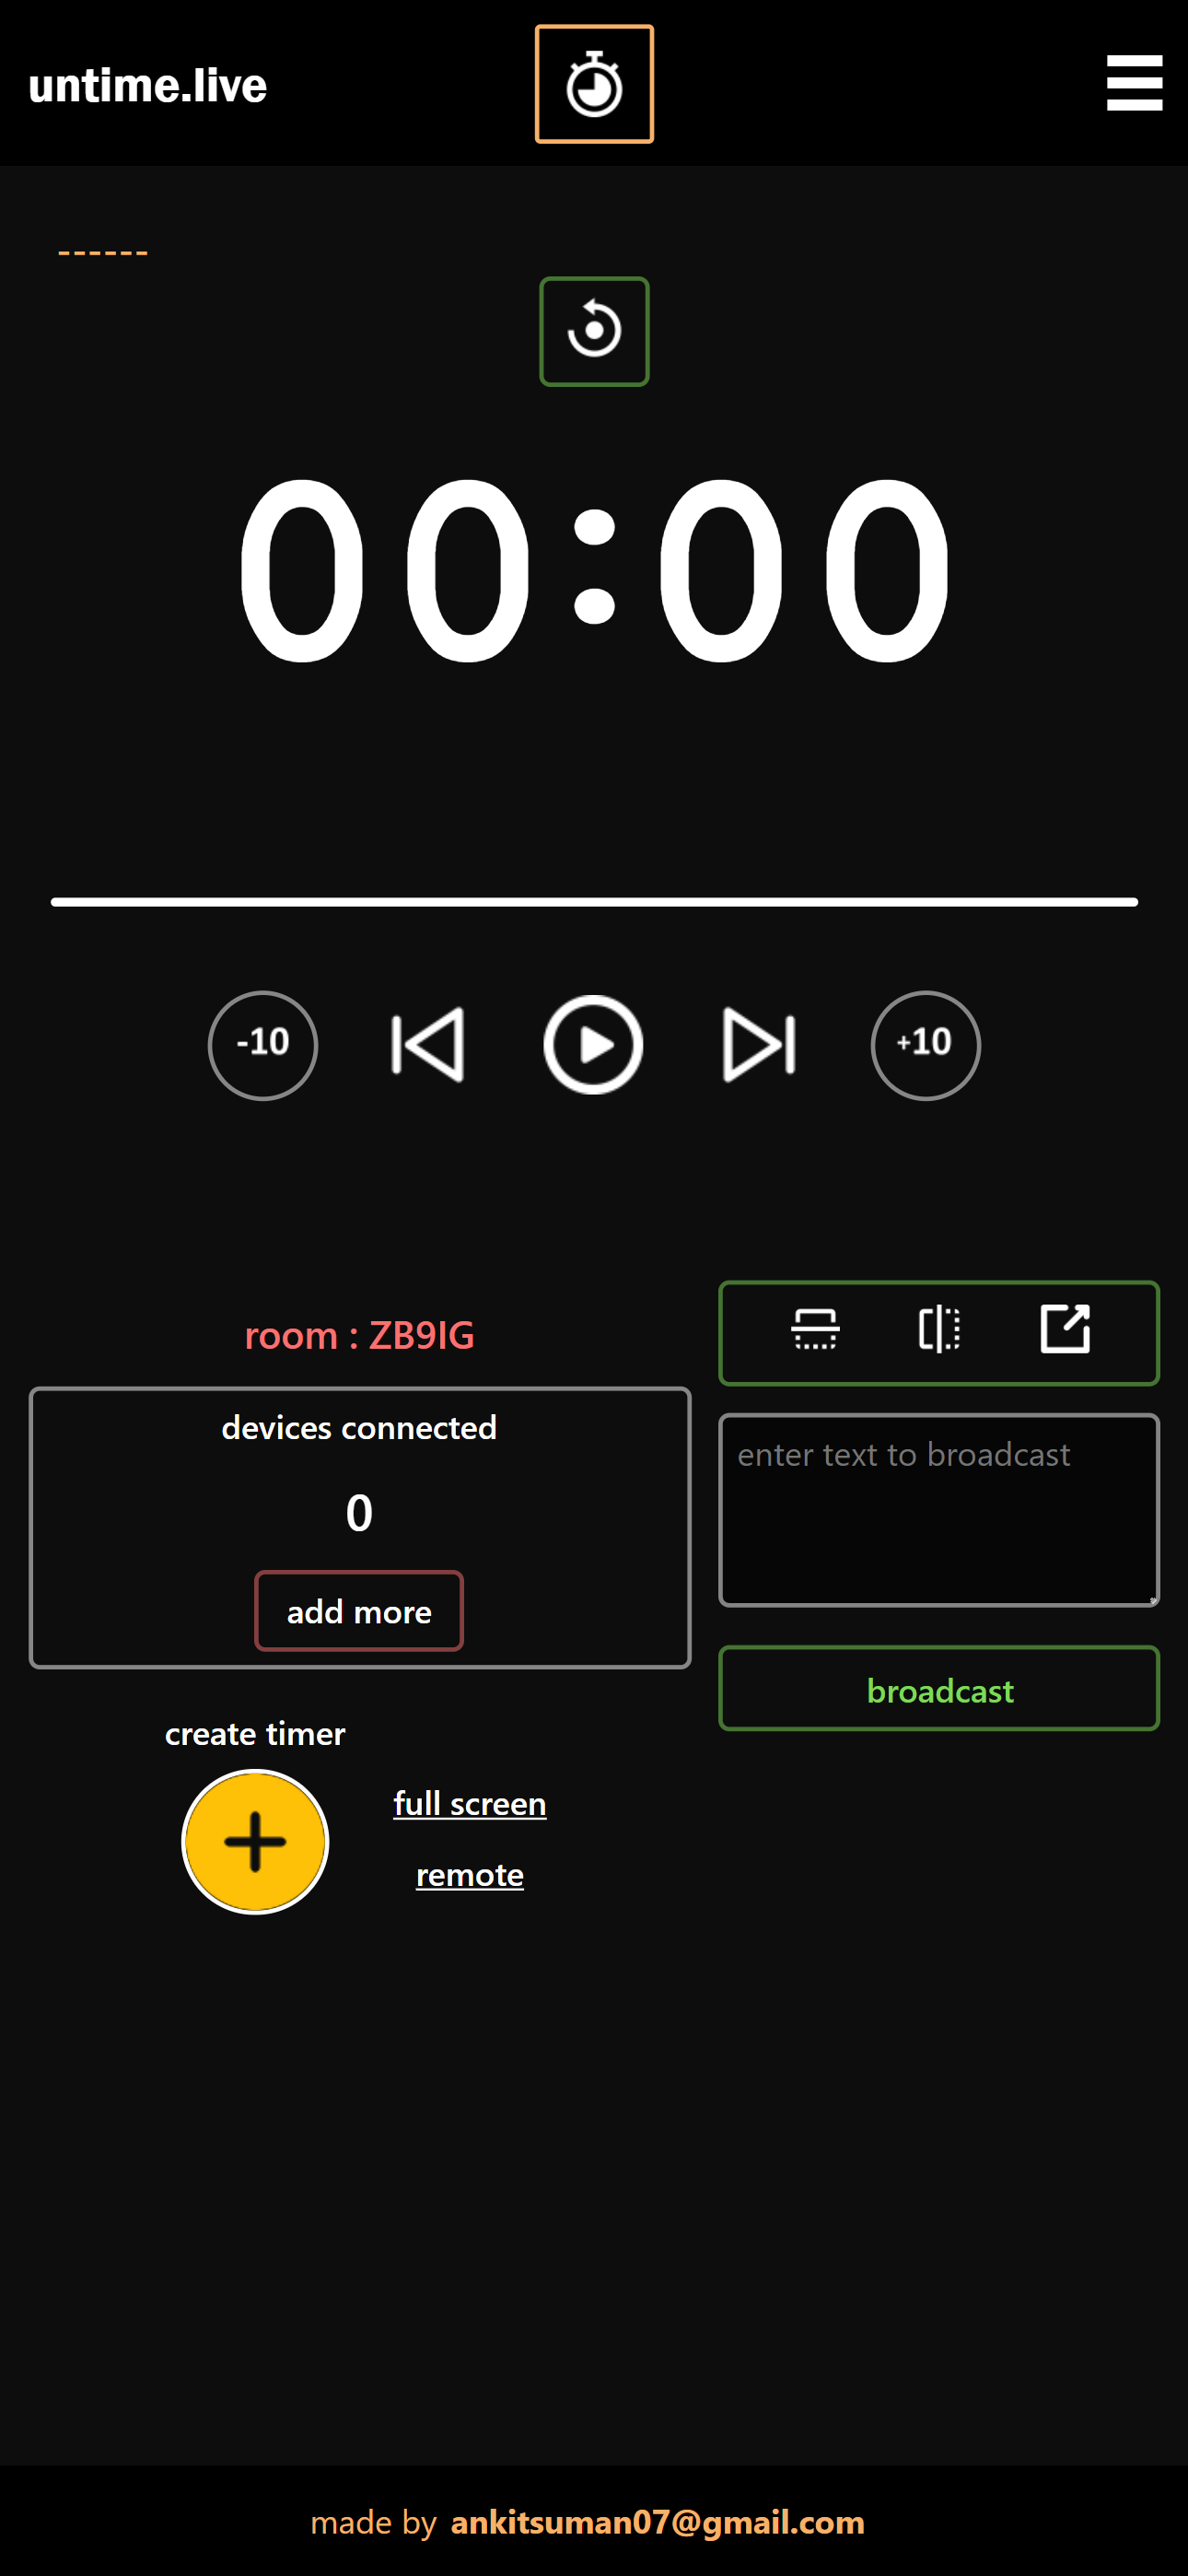 untime.live
------
00:00
-10
+10
room : ZB9IG
devices connected
0
add more
enter text to broadcast
broadcast
create timer
full screen
remote
made by ankitsuman07@gmail.com